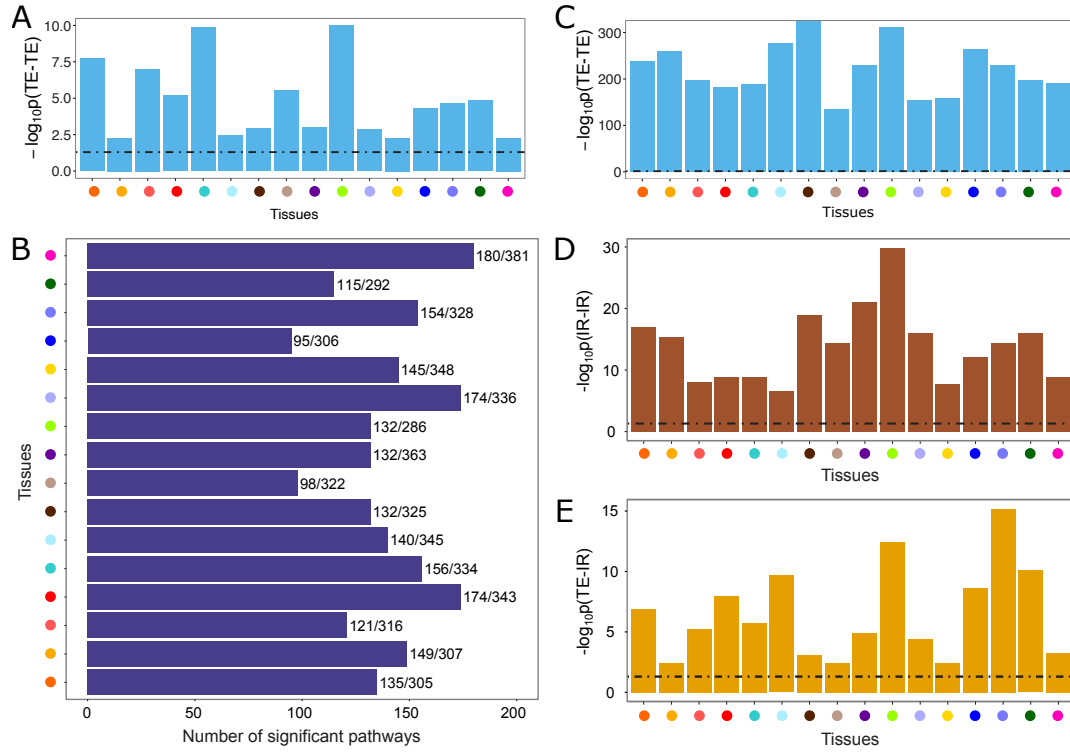 A
10.0
7.5
5.0
2.5
0.0
−log10p(TE-TE)
Tissues
B
180/381
115/292
154/328
95/306
145/348
174/336
132/286
132/363
98/322
132/325
140/345
156/334
174/343
121/316
149/307
135/305
Tissues
0 50 100 150 200
Number of significant pathways
C
300
200
100
0
−log10p(TE-TE)
Tissues
D
30
20
10
0
-log10p(IR-IR)
Tissues
E
15
10
5
0
-log10p(TE-IR)
Tissues